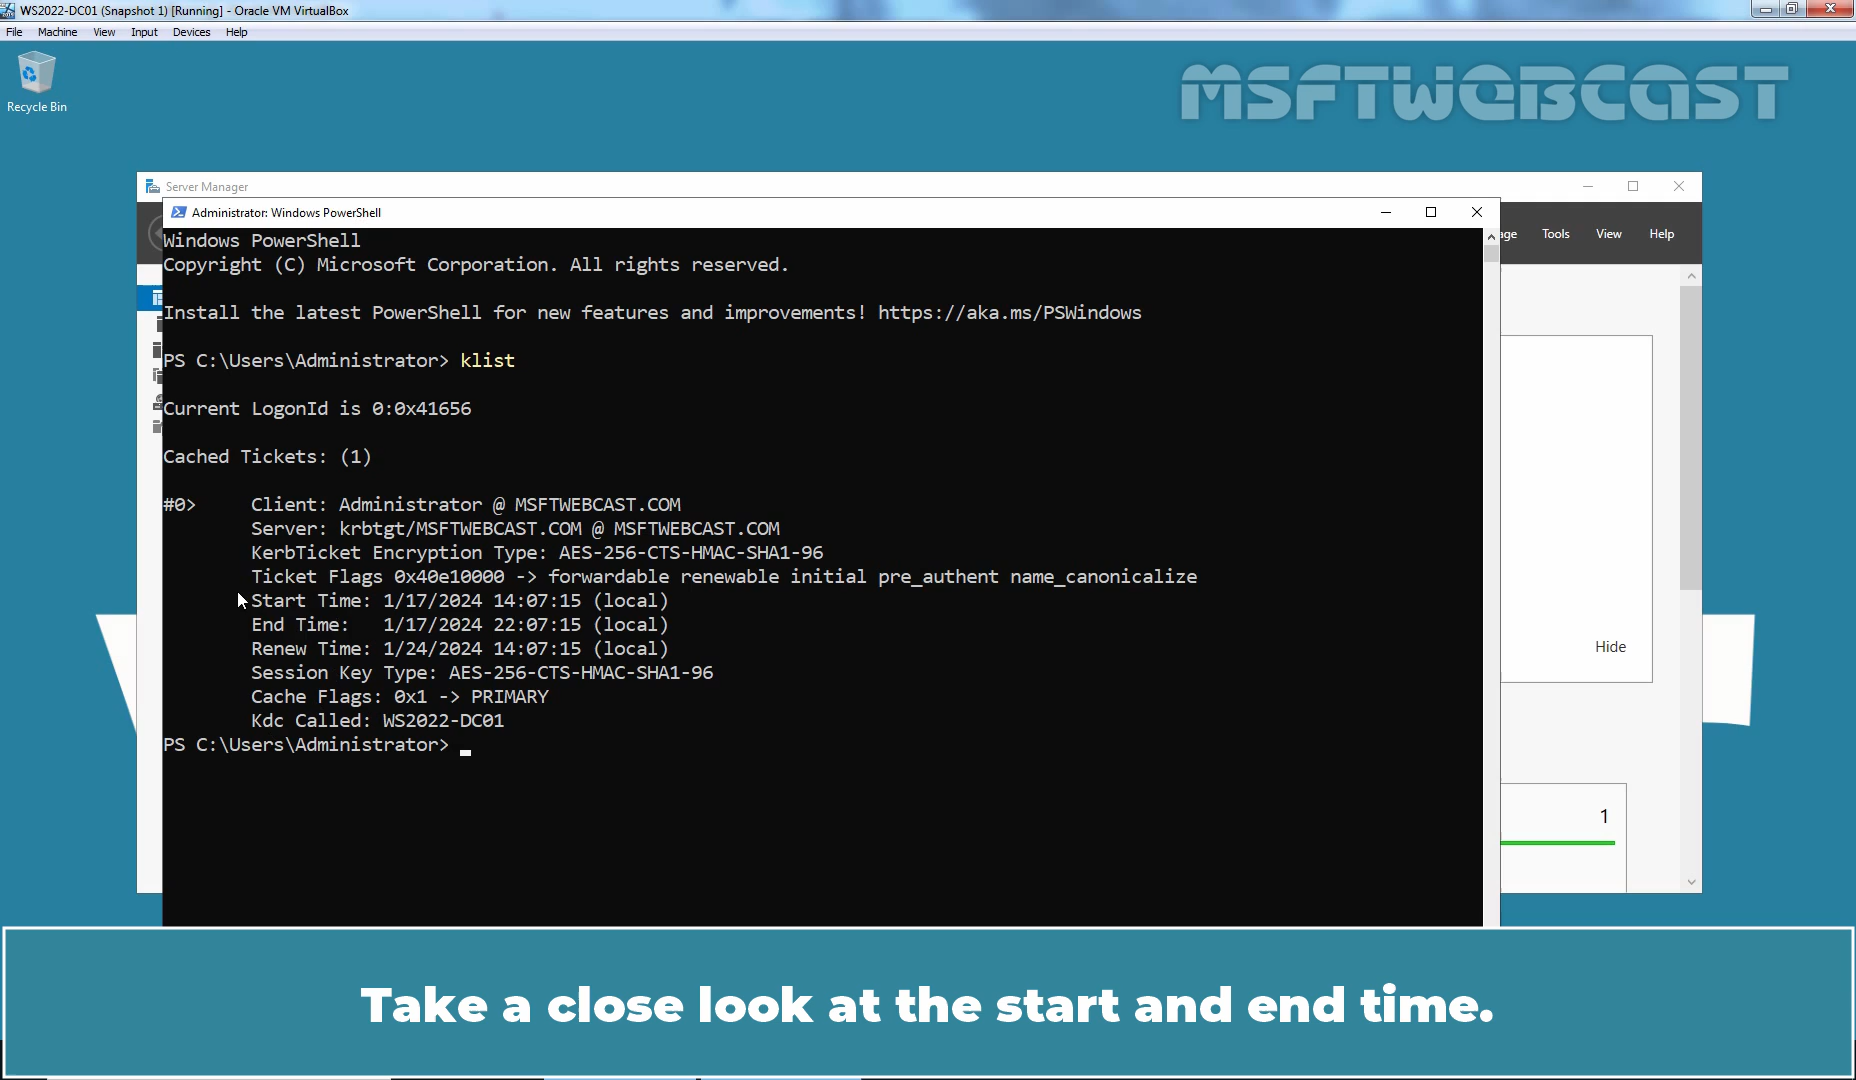 WS2022-DC01 (Snapshot 1) [Running] - Oracle VM VirtualBox
File Machine View Input Devices Help
Recycle Bin
MSFTWEBCAST
Server Manager
Administrator: Windows PowerShell
Tools View Help
Windows PowerShell
Copyright (C) Microsoft Corporation. All rights reserved.
Install the latest PowerShell for new features and improvements! https://aka.ms/PSWindows
PS C:\Users\Administrator> klist
Current LogonId is 0:0x41656
Cached Tickets: (1)
#0> Client: Administrator @ MSFTWEBCAST.COM
Server: krbtgt/MSFTWEBCAST.COM @ MSFTWEBCAST.COM
KerbTicket Encryption Type: AES-256-CTS-HMAC-SHA1-96
Ticket Flags 0x40e10000 -> forwardable renewable initial pre_authent name_canonicalize
Start Time: 1/17/2024 14:07:15 (local)
End Time: 1/17/2024 22:07:15 (local)
Renew Time: 1/24/2024 14:07:15 (local)
Session Key Type: AES-256-CTS-HMAC-SHA1-96
Cache Flags: 0x1 -> PRIMARY
Kdc Called: WS2022-DC01
PS C:\Users\Administrator>
Hide
1
Take a close look at the start and end time.